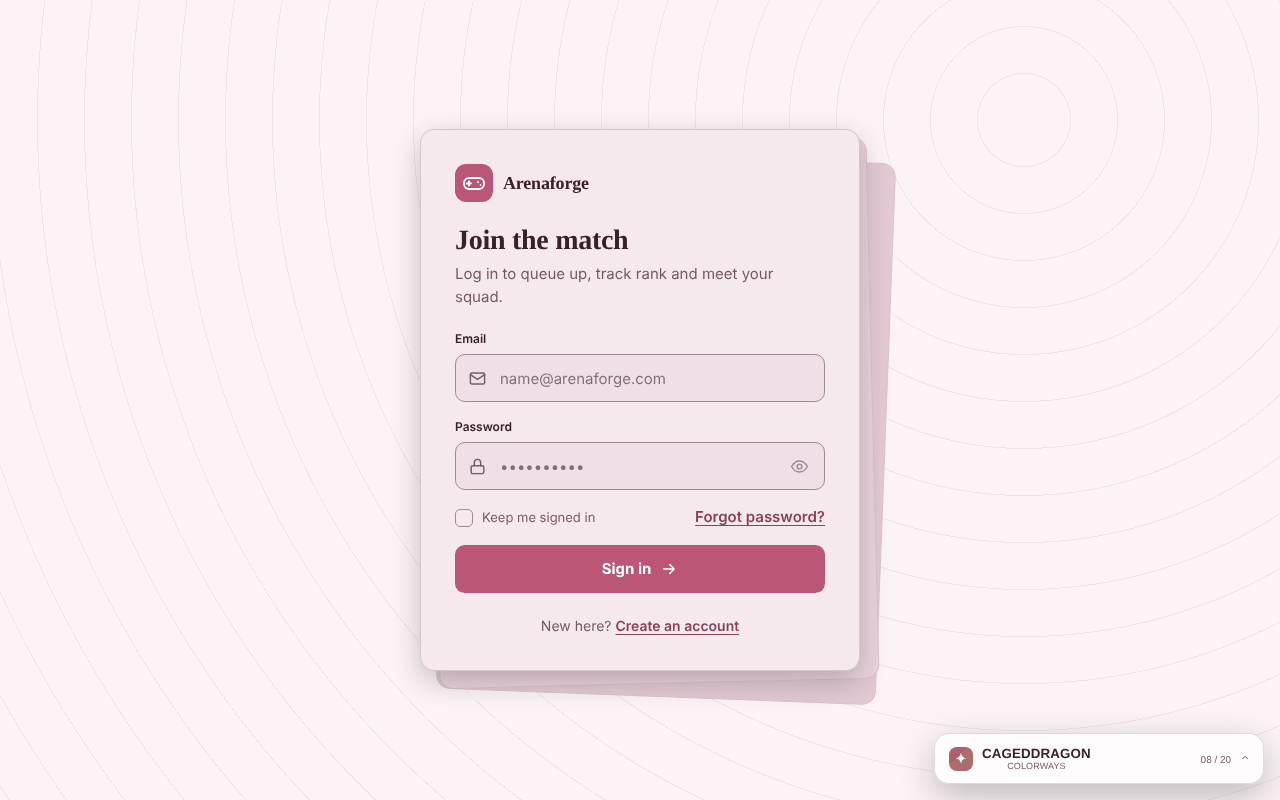 Arenaforge
Join the match
Log in to queue up, track rank and meet your
squad.
Email
name@arenaforge.com
Password
••••••••••
Keep me signed in
Forgot password?
Sign in →
New here? Create an account
CAGEDDRAGON
COLORWAYS
08 / 20